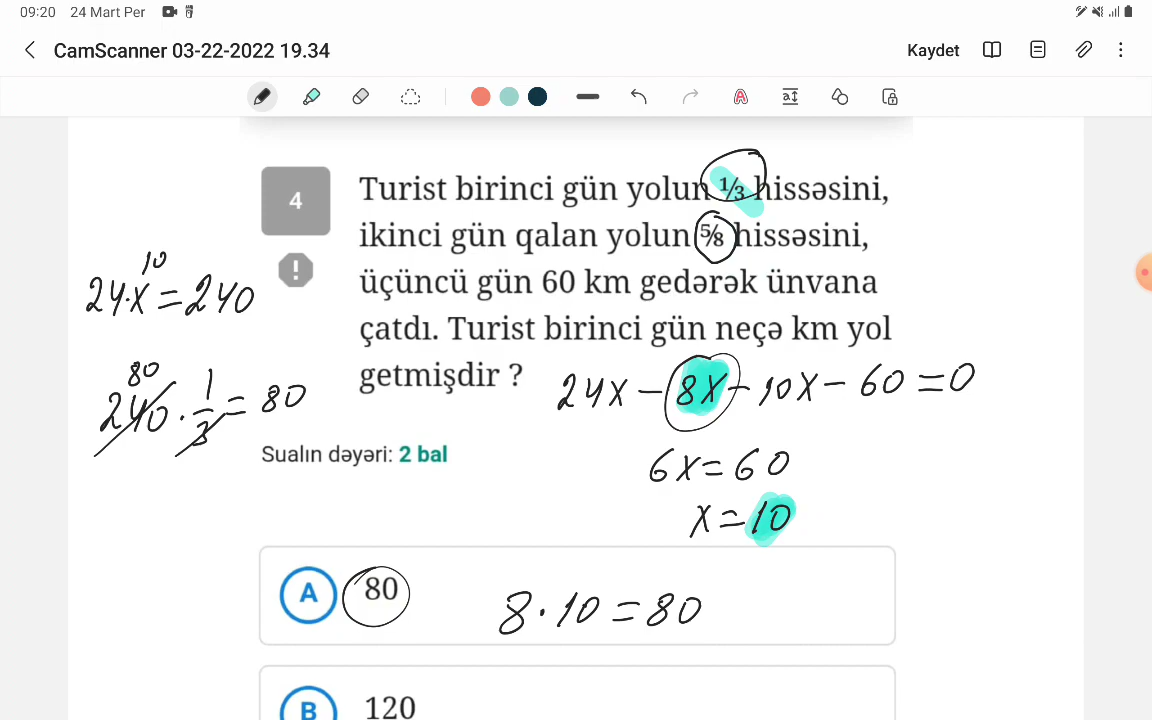 09:20 24 Mart Per
CamScanner 03-22-2022 19.34
Kaydet
4
Turist birinci gün yolun ⅓ hissəsini,
ikinci gün qalan yolun ⅝ hissəsini,
üçüncü gün 60 km gedərək ünvana
çatdı. Turist birinci gün neçə km yol
getmişdir ?
10
24·x=240
80
240·1/3=80
24x-8x-10x-60=0
6x=60
x=10
Sualın dəyəri: 2 bal
A 80
8·10=80
B 120